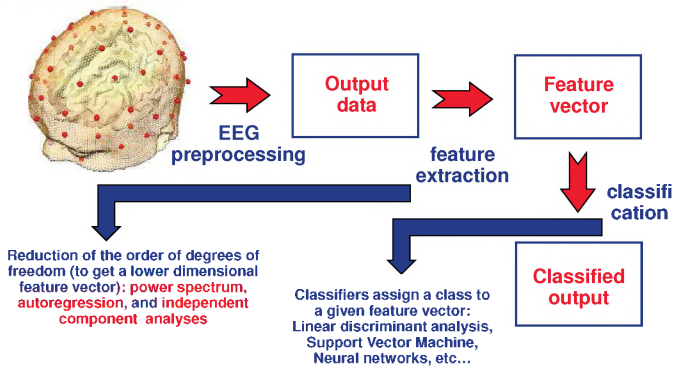 Output
data
Feature
vector
EEG
preprocessing
feature
extraction
classifi
cation
Reduction of the order of degrees of
freedom (to get a lower dimensional
feature vector): power spectrum,
autoregression, and independent
component analyses
Classifiers assign a class to
a given feature vector:
Linear discriminant analysis,
Support Vector Machine,
Neural networks, etc...
Classified
output